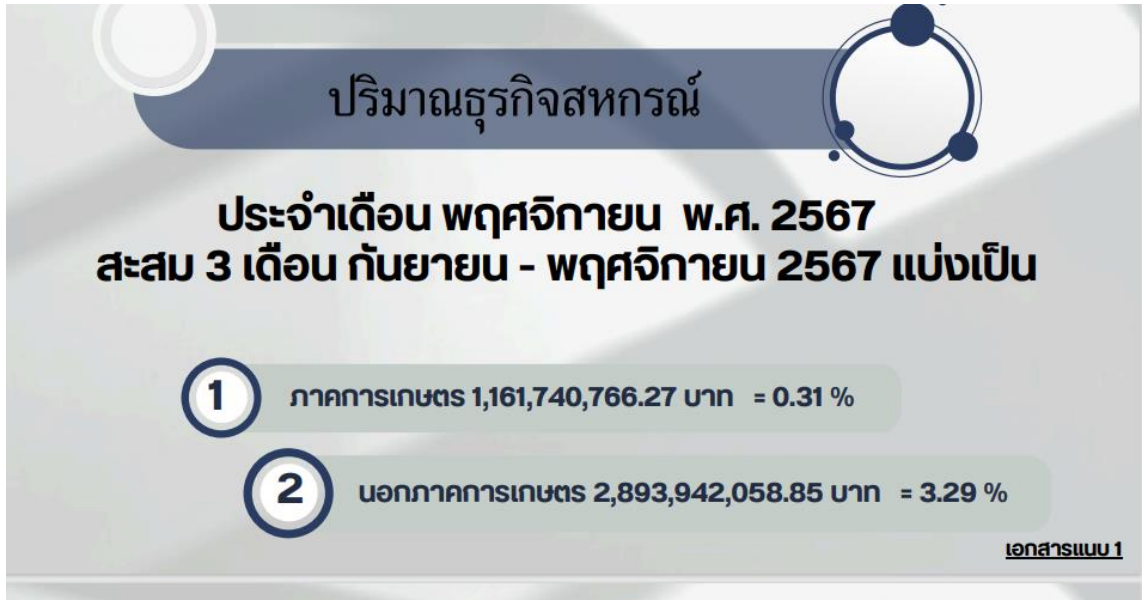 ปริมาณธุรกิจสหกรณ์
ประจำเดือน พฤศจิกายน พ.ศ. 2567
สะสม 3 เดือน กันยายน - พฤศจิกายน 2567 แบ่งเป็น
1 ภาคการเกษตร 1,161,740,766.27 บาท = 0.31 %
2 นอกภาคการเกษตร 2,893,942,058.85 บาท = 3.29 %
เอกสารแนบ 1